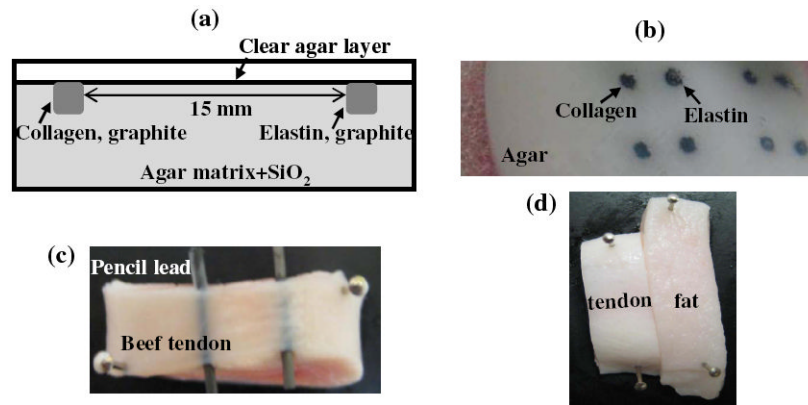 (a)
Clear agar layer
15 mm
Collagen, graphite
Elastin, graphite
Agar matrix+SiO₂
(b)
Collagen
Elastin
Agar
(c)
Pencil lead
Beef tendon
(d)
tendon
fat